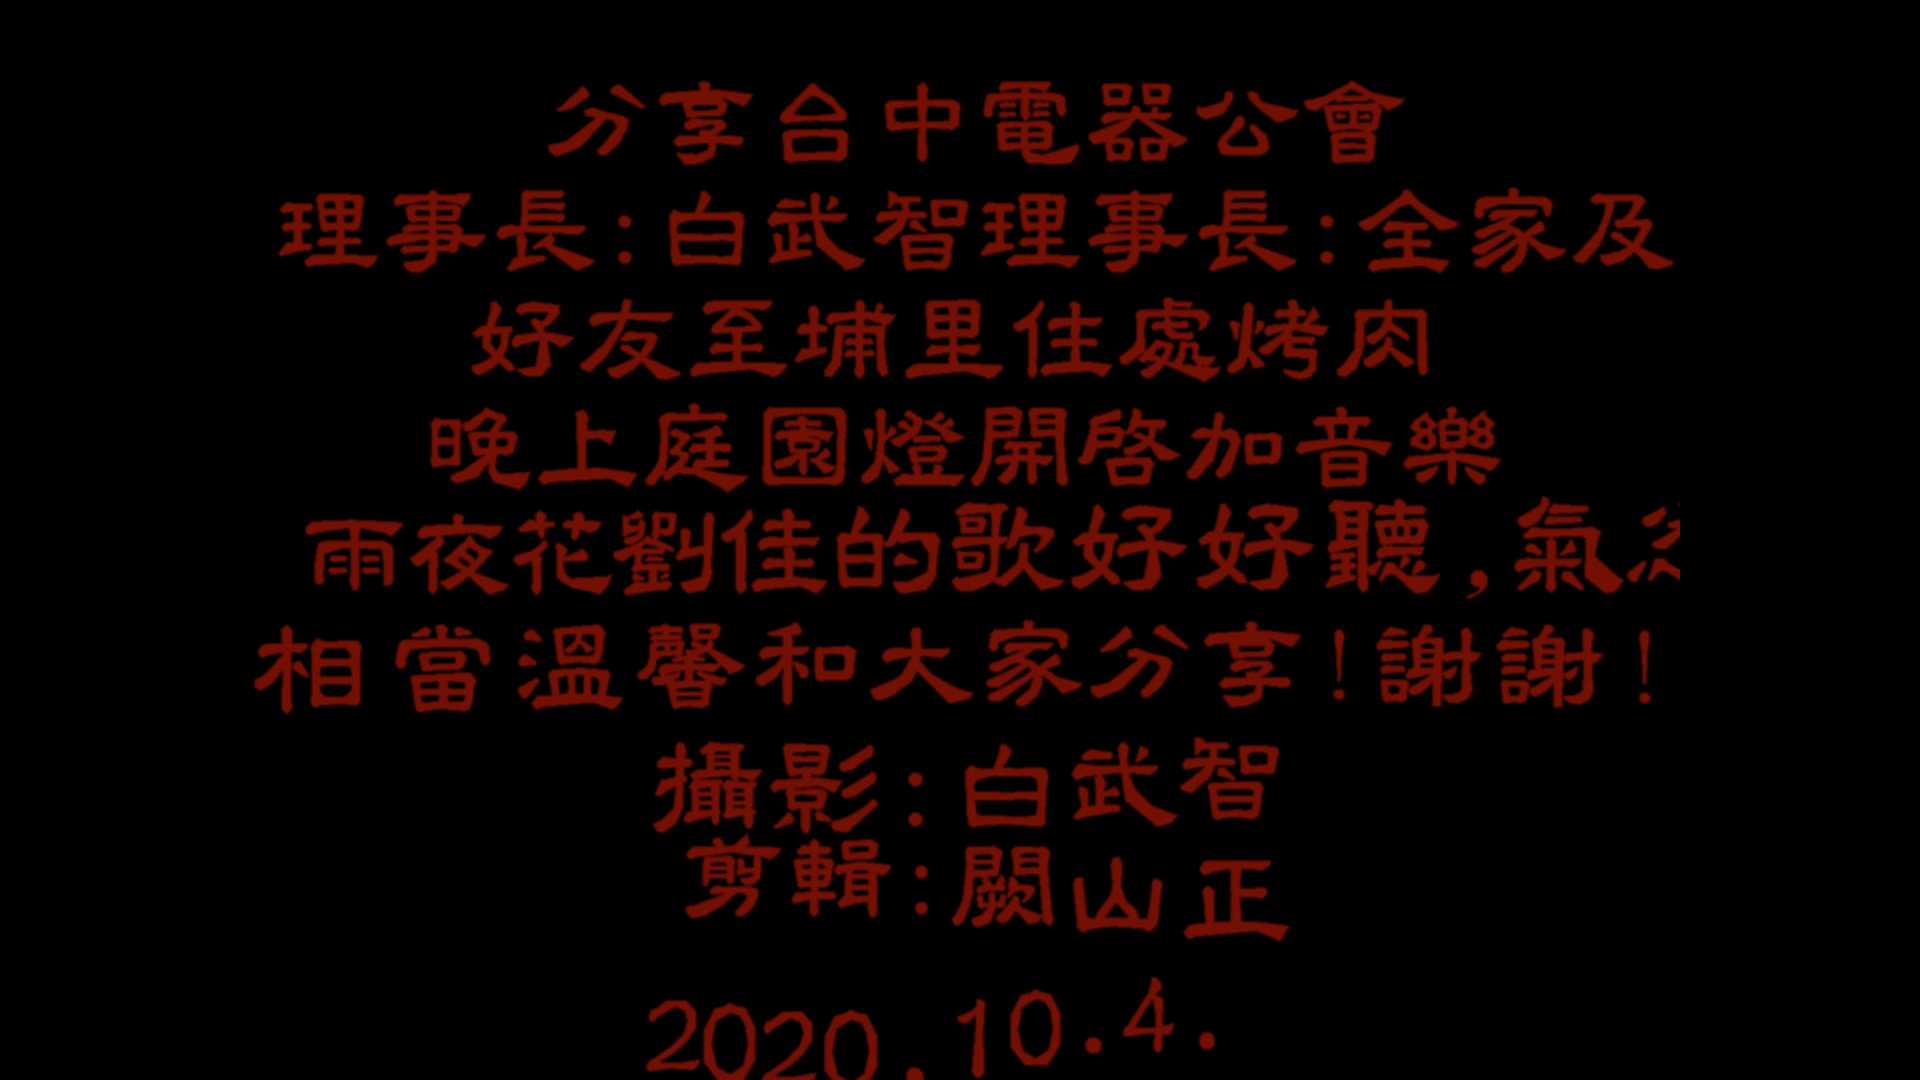 分享台中電器公會
理事長:白武智理事長:全家及
好友至埔里住處烤肉
晚上庭園燈開啓加音樂
雨夜花劉佳的歌好好聽,氣
相當溫馨和大家分享!謝謝!
攝影:白武智
剪輯:闕山正
2020.10.4.